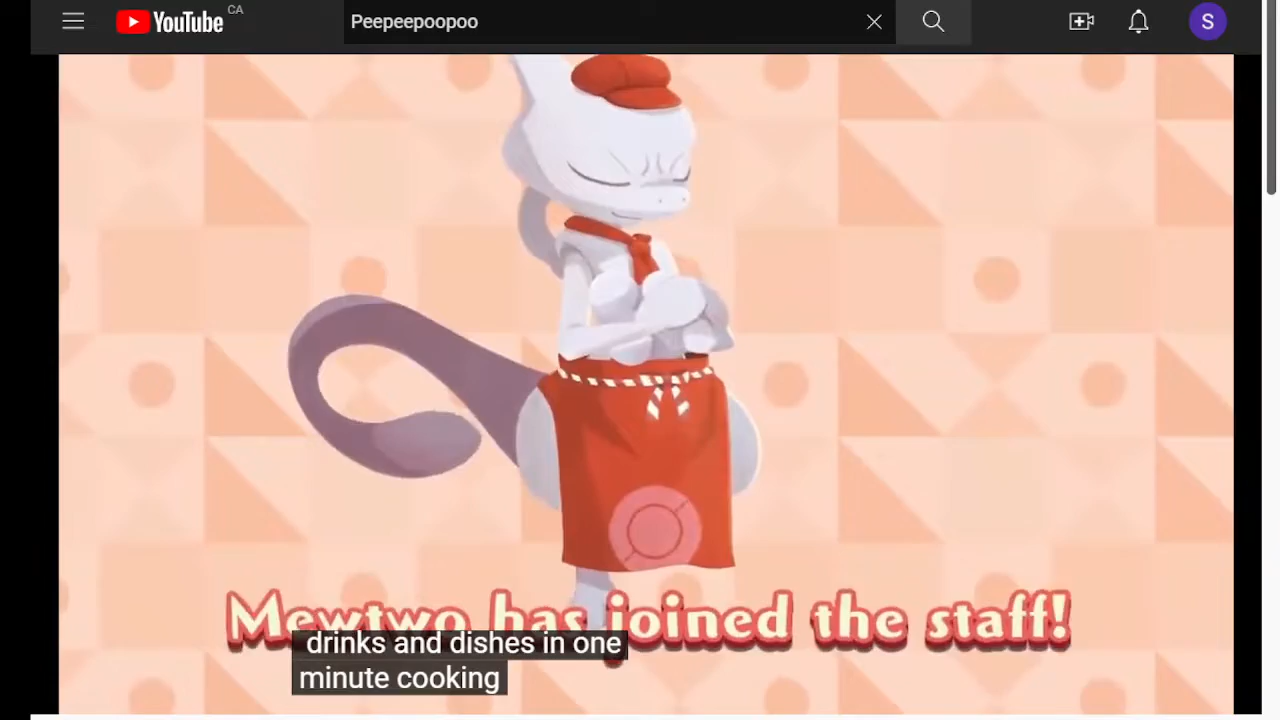 YouTube CA
Peepeepoopoo
S
Mewtwo has joined the staff!
drinks and dishes in one
minute cooking